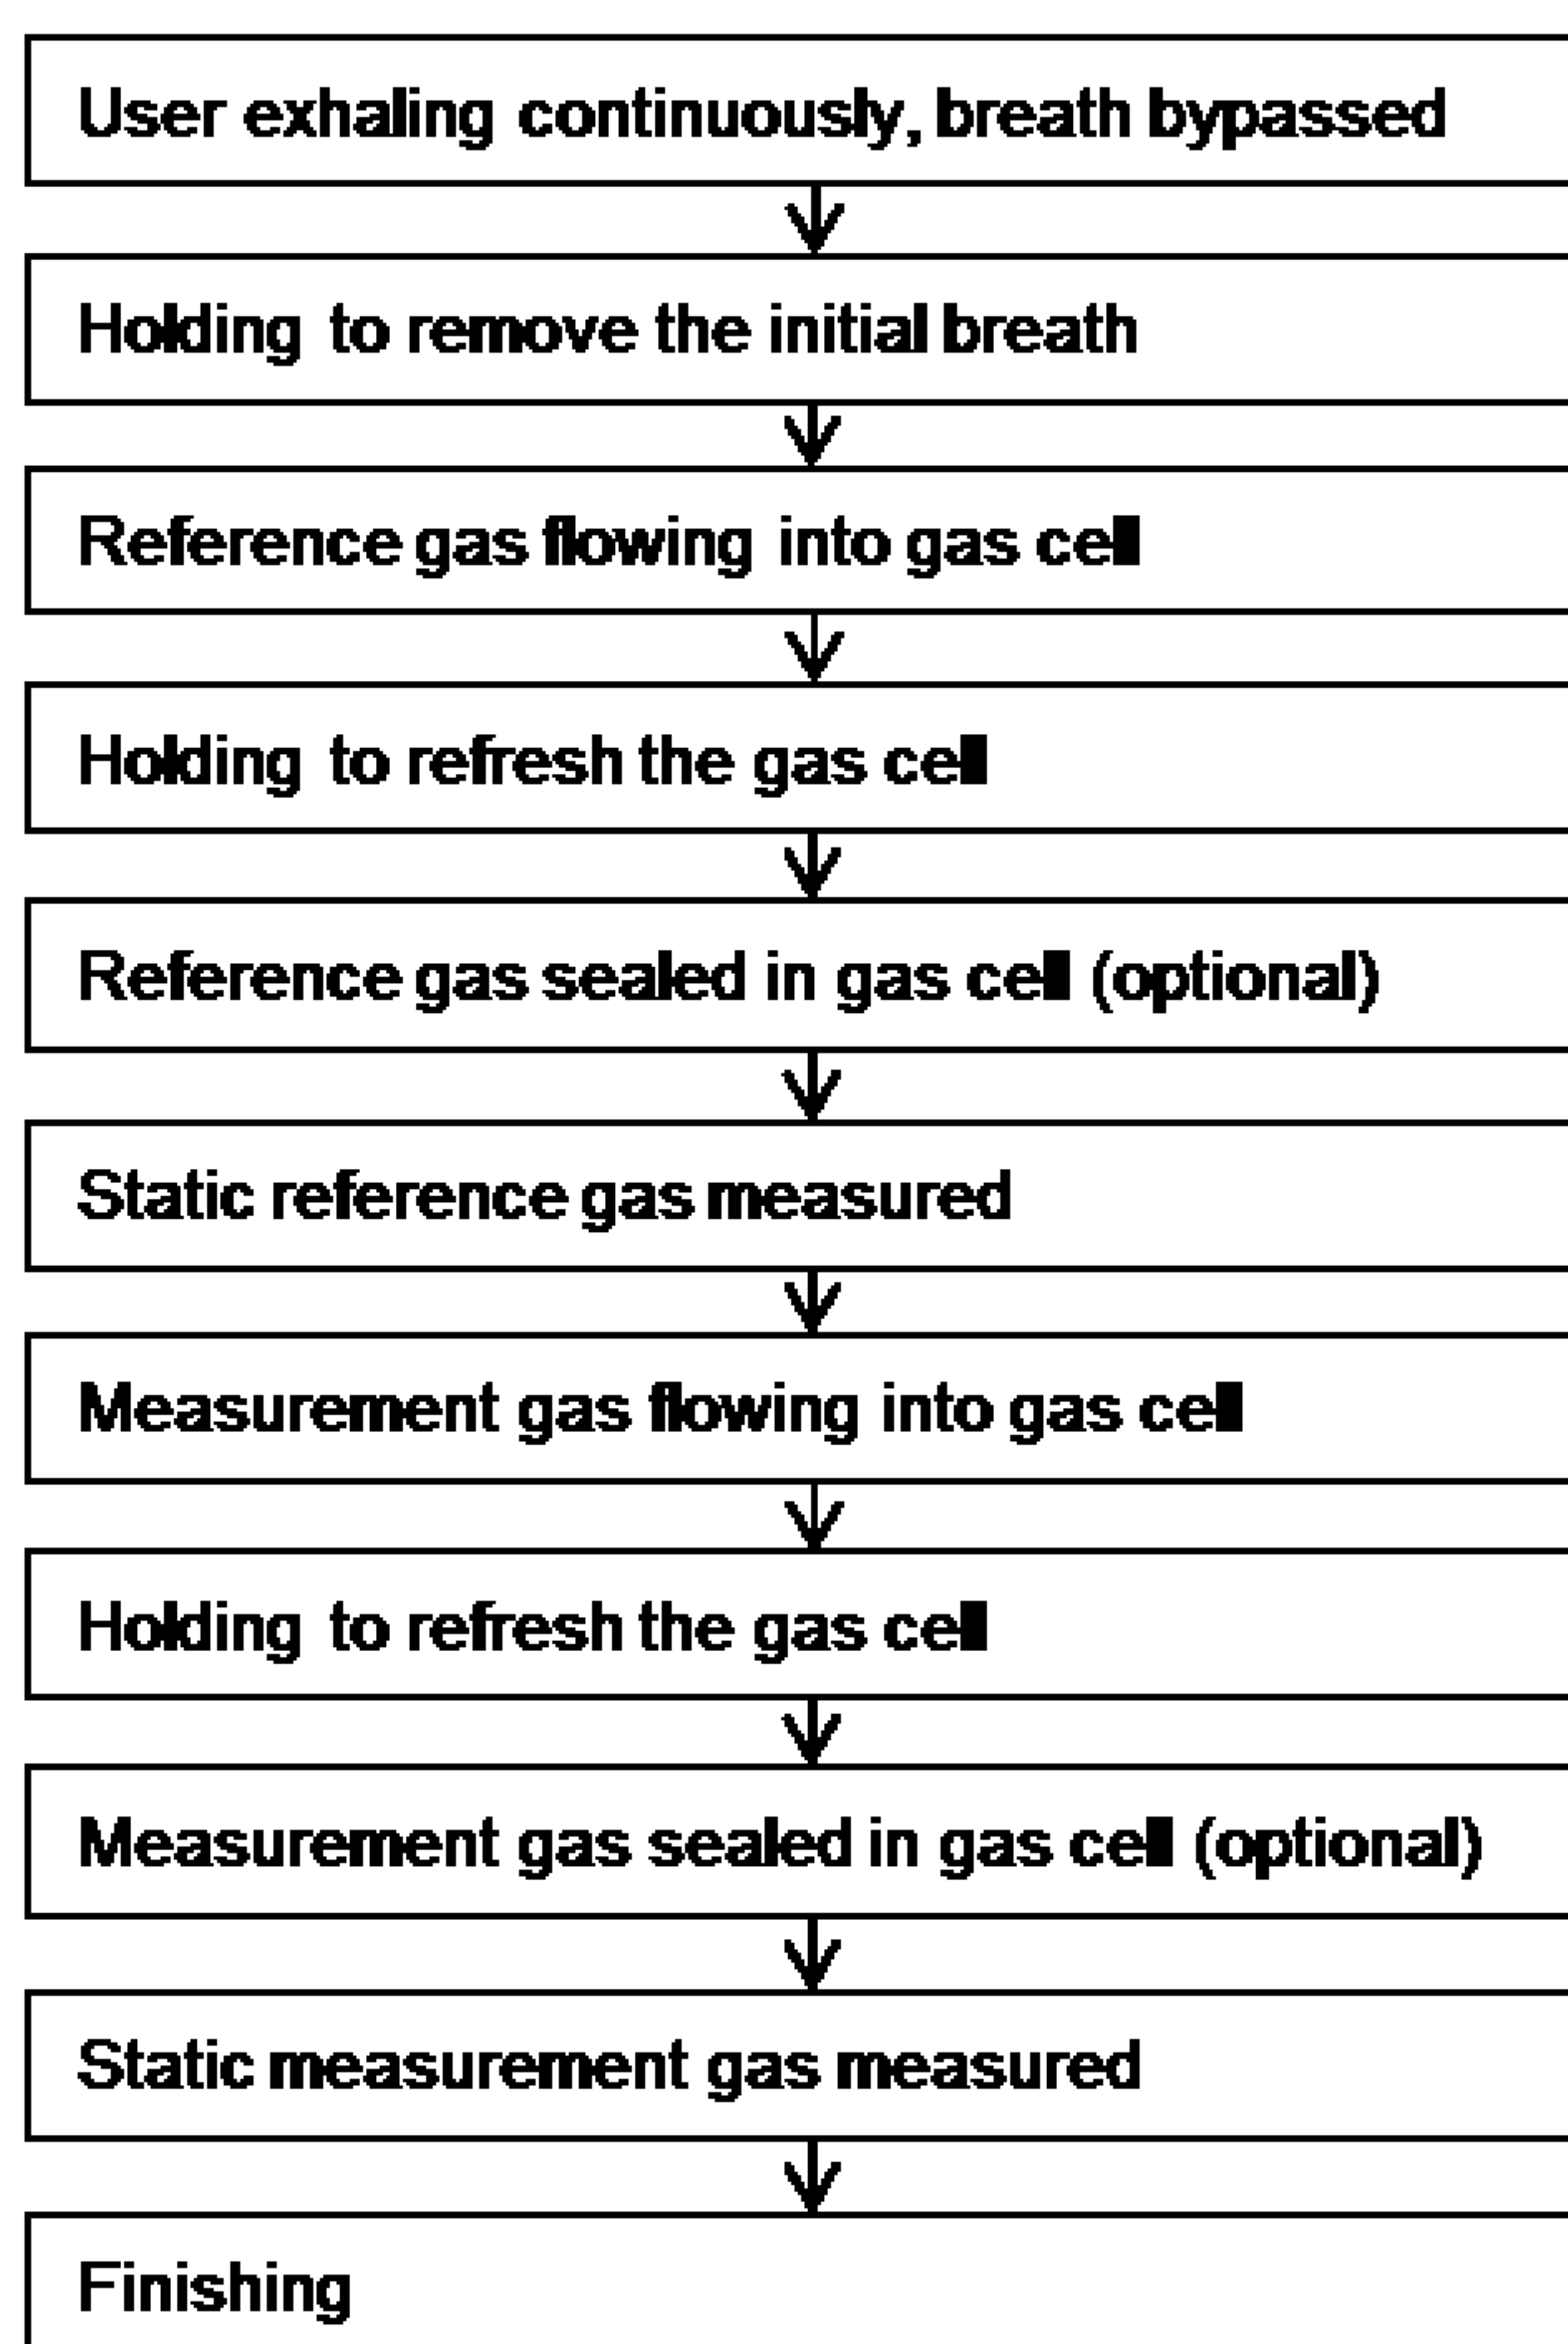 User exhaling continuously, breath bypassed
Holding to remove the initial breath
Reference gas flowing into gas cell
Holding to refresh the gas cell
Reference gas sealed in gas cell (optional)
Static reference gas measured
Measurement gas flowing into gas cell
Holding to refresh the gas cell
Measurement gas sealed in gas cell (optional)
Static measurement gas measured
Finishing